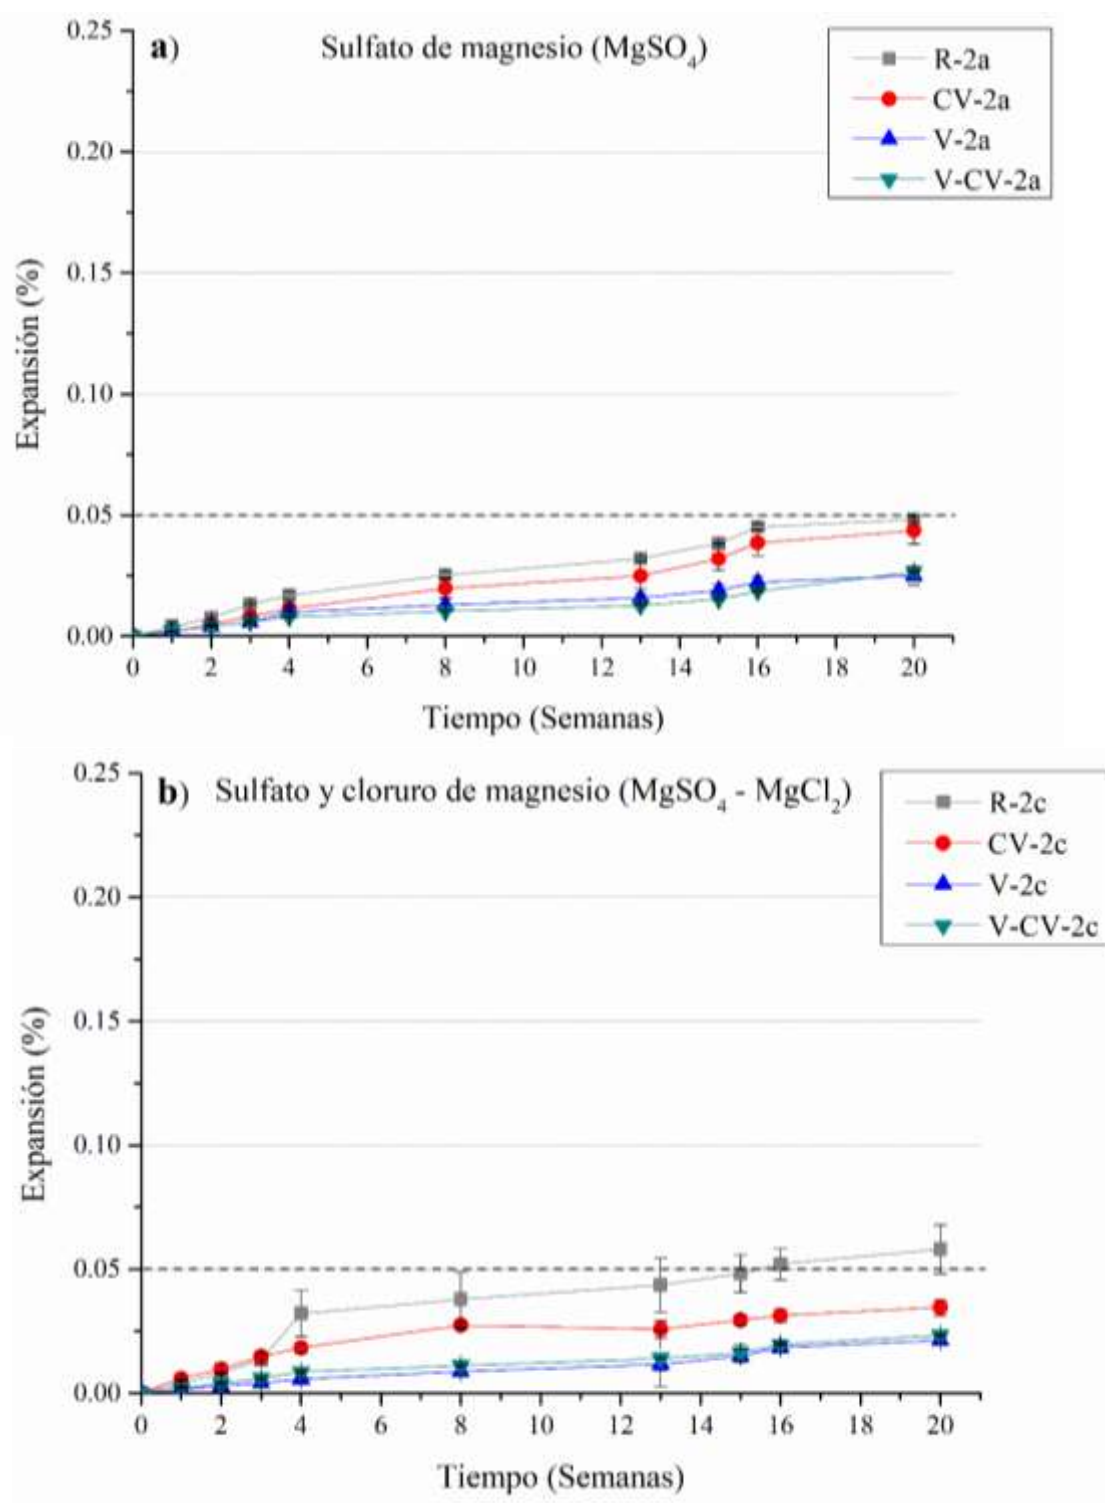 a) Sulfato de magnesio (MgSO4)
R-2a
CV-2a
V-2a
V-CV-2a
Expansión (%)
0.25
0.20
0.15
0.10
0.05
0.00
0 2 4 6 8 10 12 14 16 18 20
Tiempo (Semanas)
b) Sulfato y cloruro de magnesio (MgSO4 - MgCl2)
R-2c
CV-2c
V-2c
V-CV-2c
Expansión (%)
0.25
0.20
0.15
0.10
0.05
0.00
0 2 4 6 8 10 12 14 16 18 20
Tiempo (Semanas)